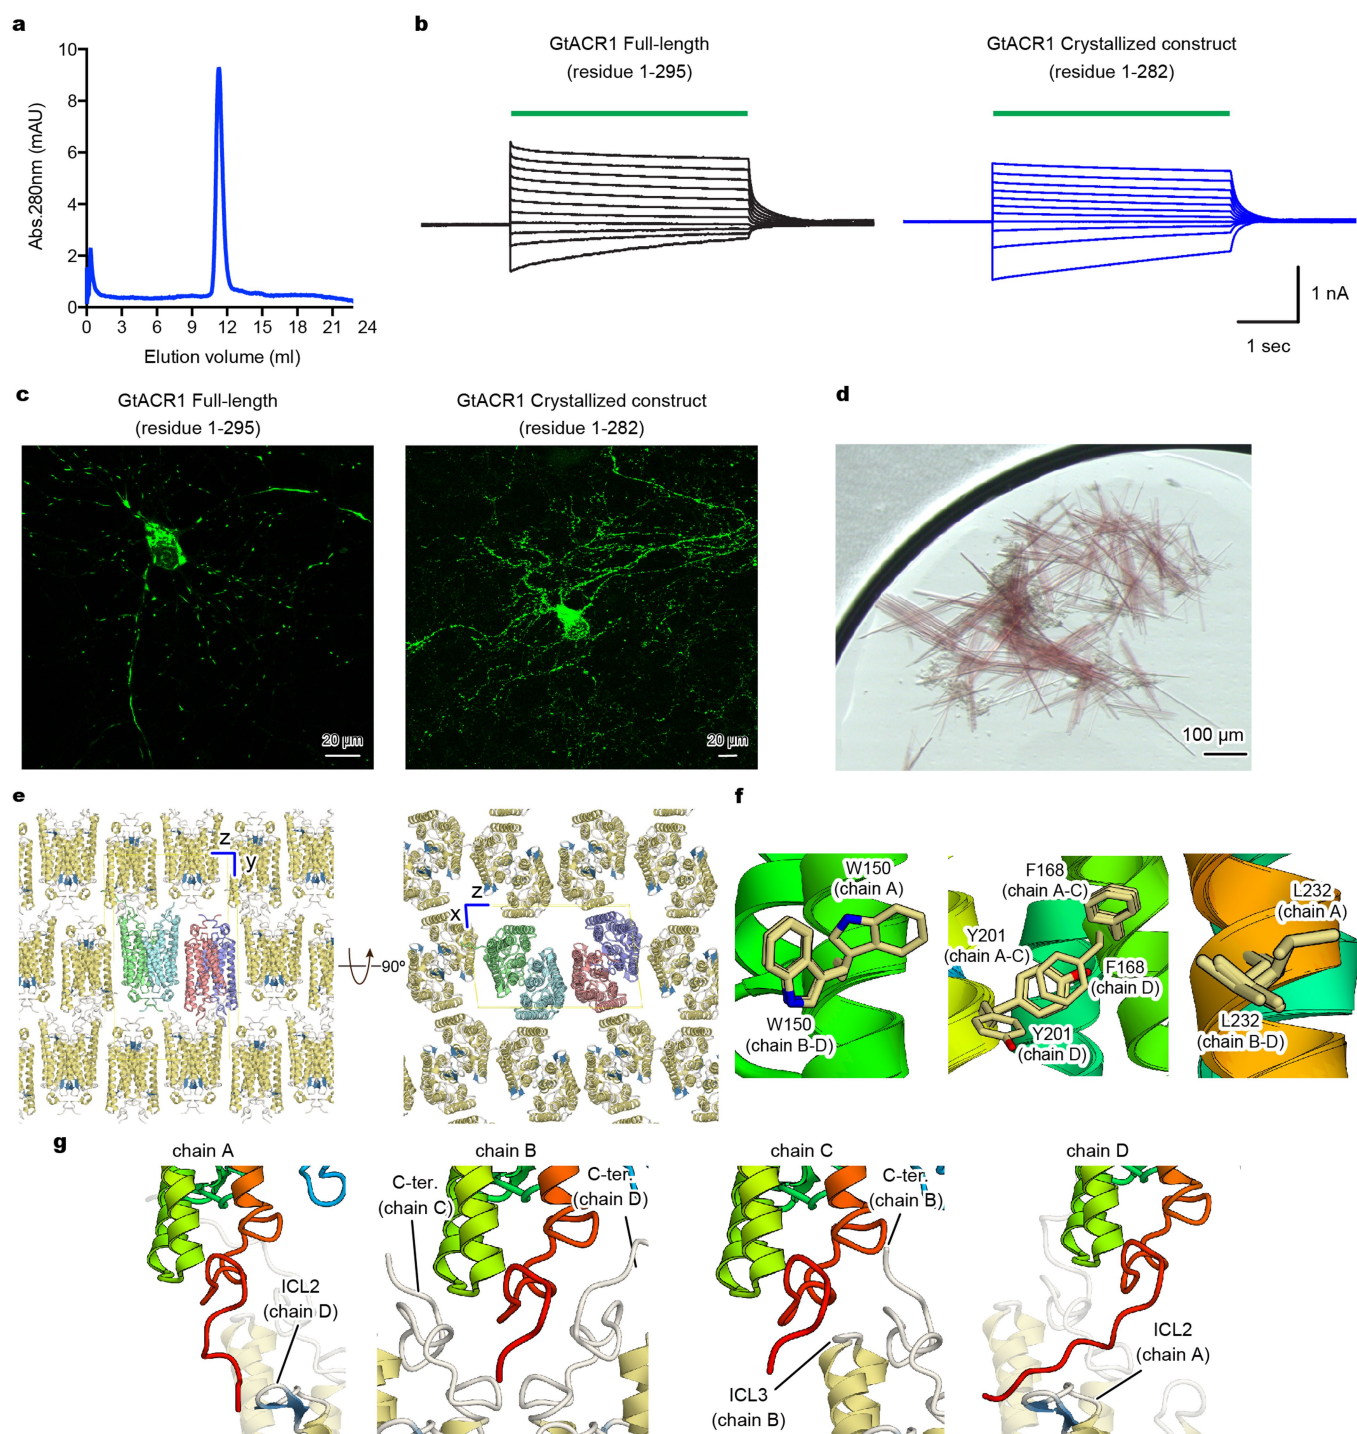 a
10
8
6
4
2
0
Abs.280nm (mAU)
0 3 6 9 12 15 18 21 24
Elution volume (ml)
b
GtACR1 Full-length
(residue 1-295)
GtACR1 Crystallized construct
(residue 1-282)
1 nA
1 sec
c
GtACR1 Full-length
(residue 1-295)
20 µm
GtACR1 Crystallized construct
(residue 1-282)
20 µm
d
100 µm
e
z
y
90º
z
x
f
W150
(chain A)
W150
(chain B-D)
F168
(chain A-C)
Y201
(chain A-C)
F168
(chain D)
Y201
(chain D)
L232
(chain A)
L232
(chain B-D)
g
chain A
ICL2
(chain D)
chain B
C-ter.
(chain C)
C-ter.
(chain D)
chain C
C-ter.
(chain B)
ICL3
(chain B)
chain D
ICL2
(chain A)